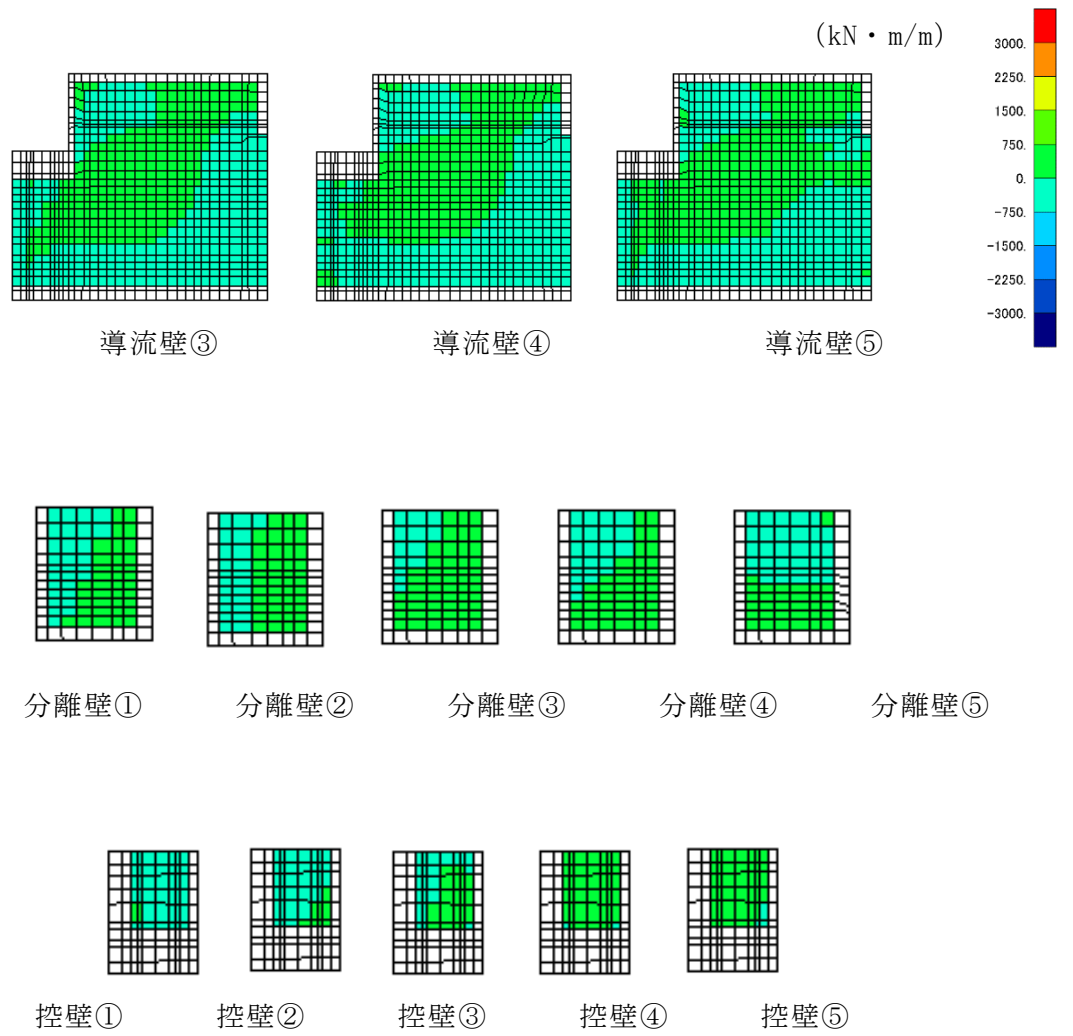 (kN・m/m)
3000.
2250.
1500.
750.
0.
-750.
-1500.
-2250.
-3000.
導流壁③ 導流壁④ 導流壁⑤
分離壁① 分離壁② 分離壁③ 分離壁④ 分離壁⑤
控壁① 控壁② 控壁③ 控壁④ 控壁⑤